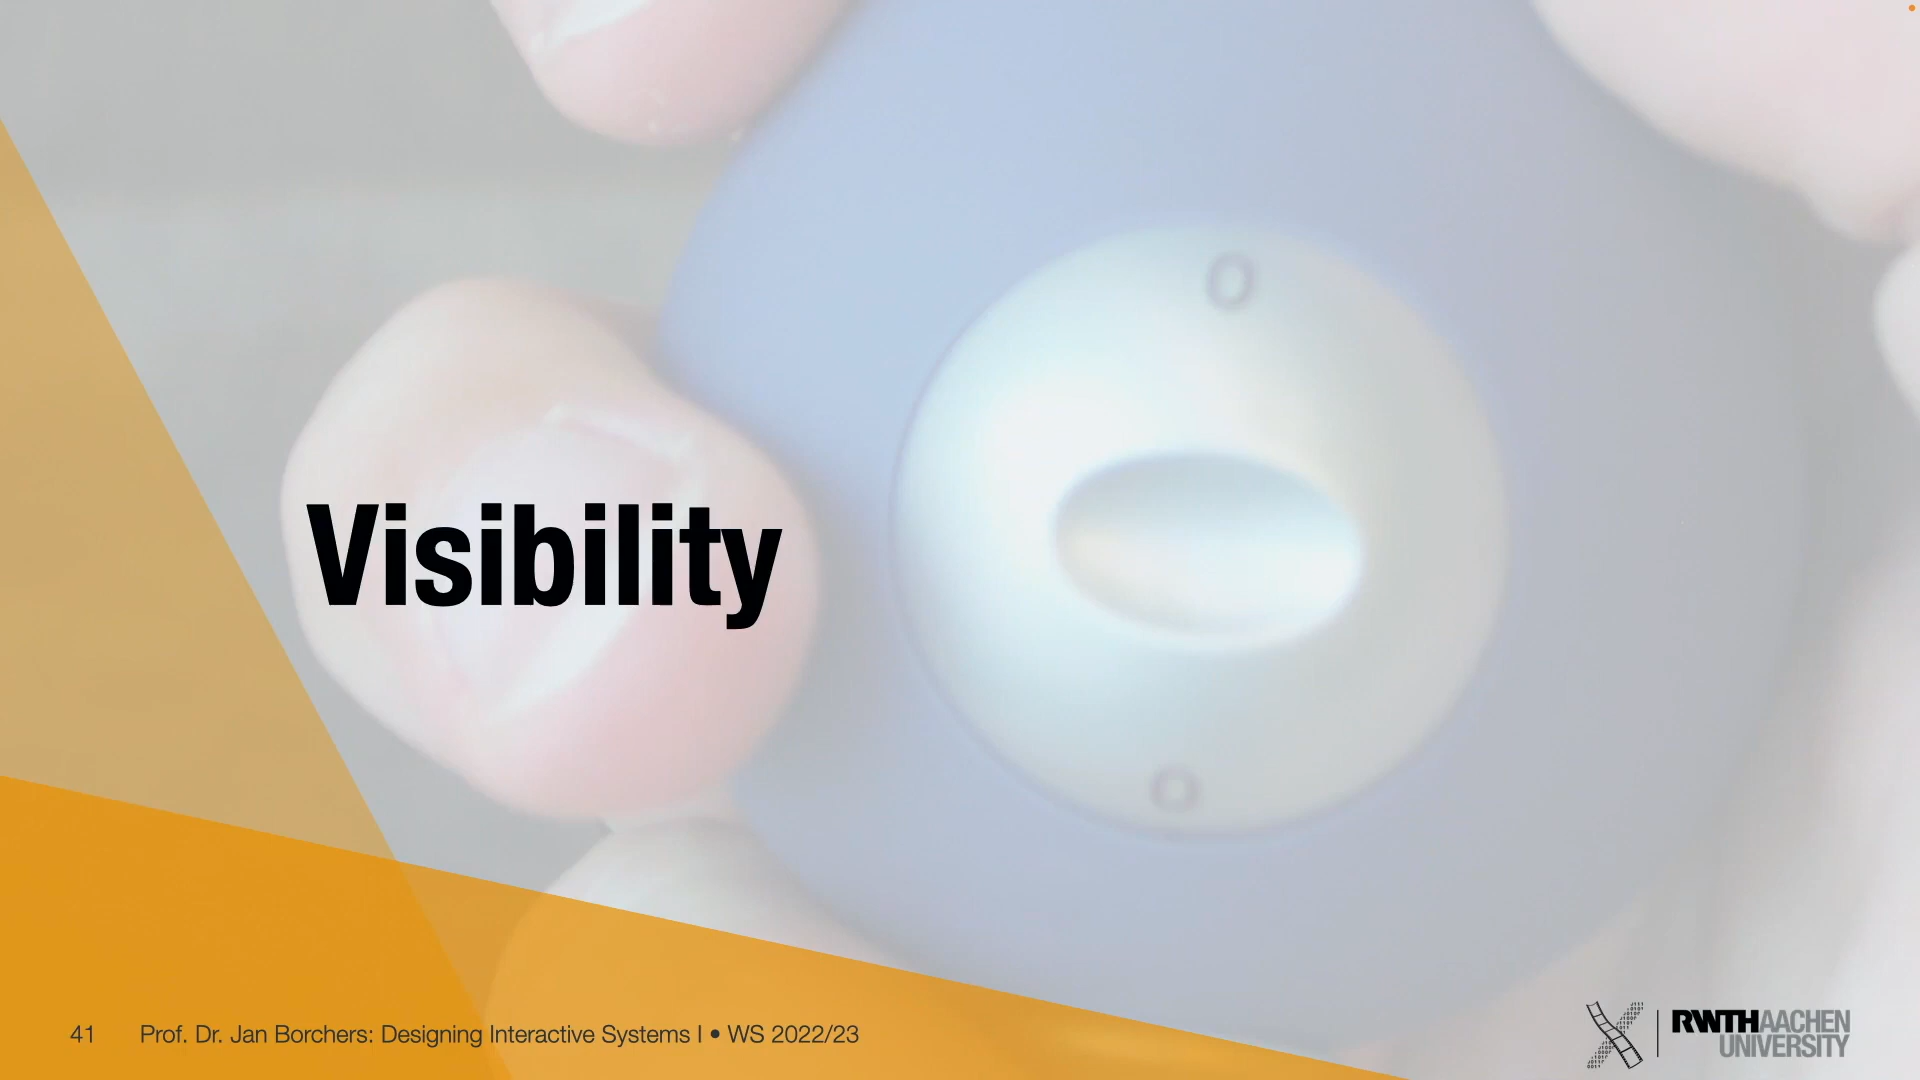 O
Visibility
O
41 Prof. Dr. Jan Borchers: Designing Interactive Systems I • WS 2022/23
RWTHAACHEN
UNIVERSITY